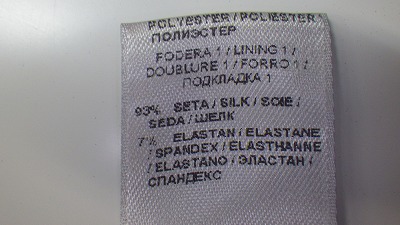 POLYESTER / POLIESTER
ПОЛИЭСТЕР
FODERA 1 / LINING 1 /
DOUBLURE 1 / FORRO 1 /
ПОДКЛАДКА 1
93% SETA / SILK / SOIE /
SEDA / ШЕЛК
7% ELASTAN / ELASTANE
/ SPANDEX / ELASTHANNE
/ ELASTANO / ЭЛАСТАН /
СПАНДЕКС